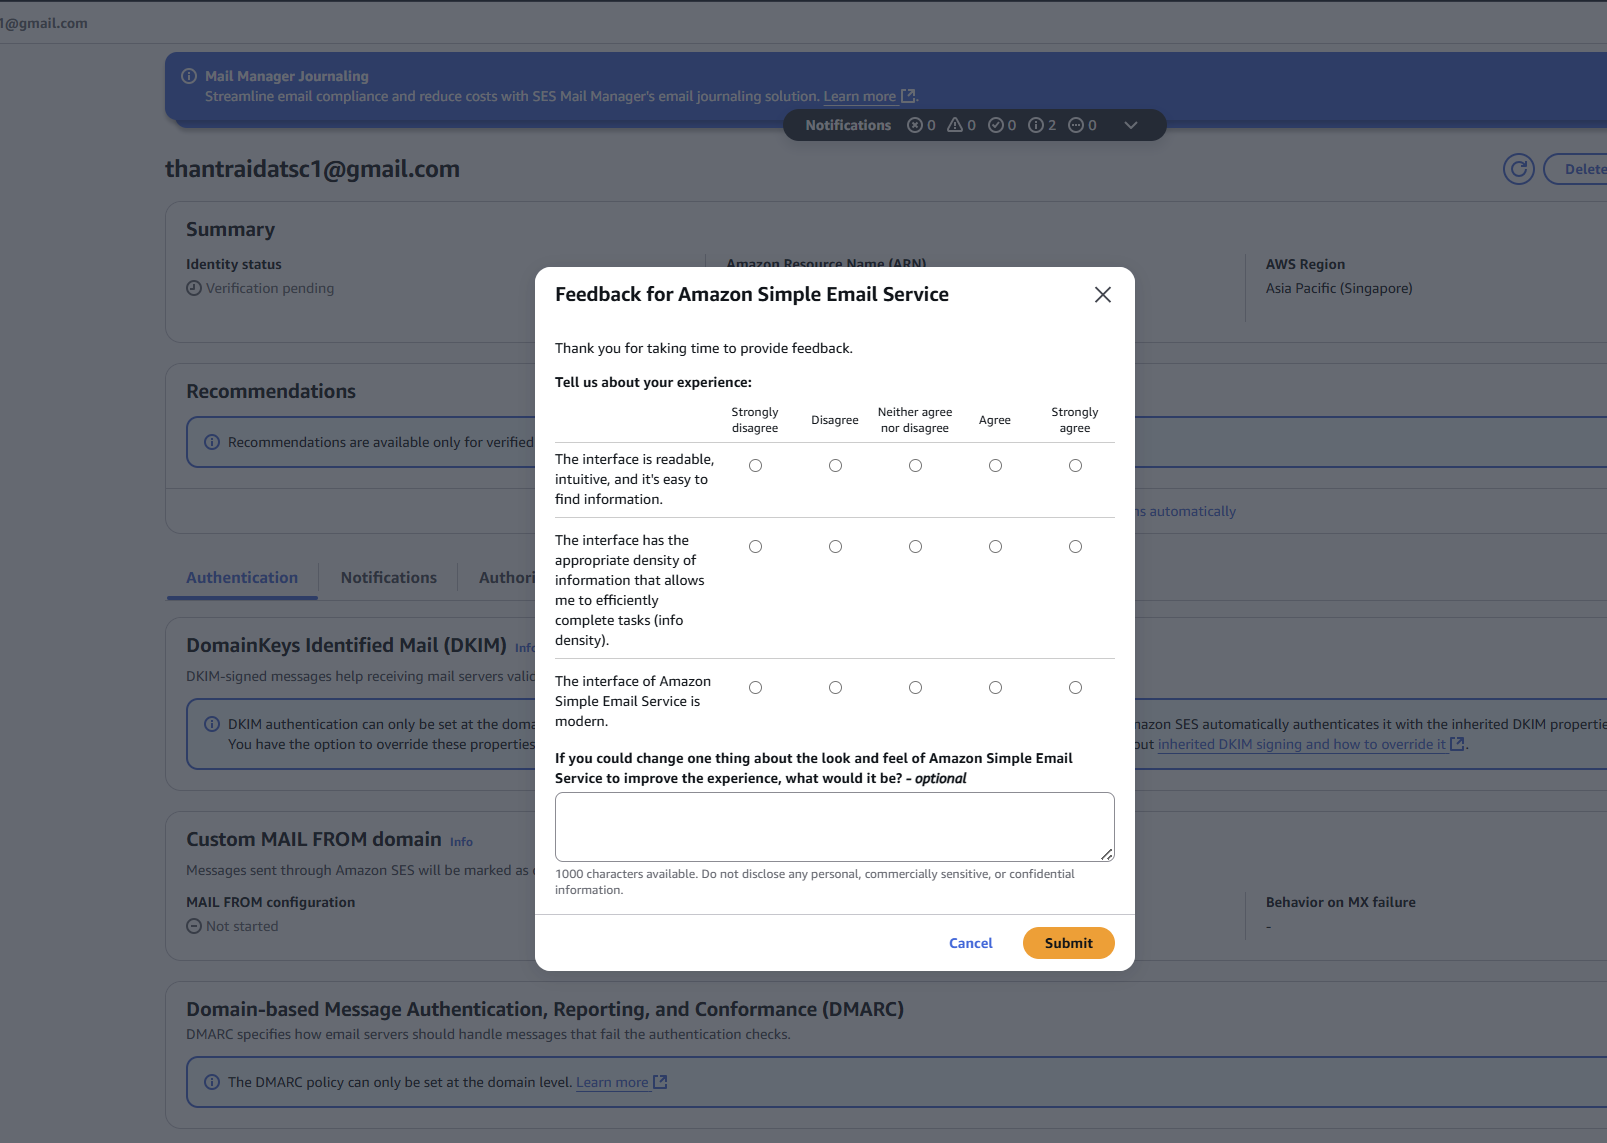 1@gmail.com
Mail Manager Journaling
Streamline email compliance and reduce costs with SES Mail Manager's email journaling solution. Learn more.
Notifications 0 0 0 2 0
thantraidatsc1@gmail.com
Delete
Summary
Identity status
Verification pending
Amazon Resource Name (ARN)
AWS Region
Asia Pacific (Singapore)
Recommendations
Recommendations are available only for verified
automatically
Authentication
Notifications
DomainKeys Identified Mail (DKIM) Info
DKIM-signed messages help receiving mail servers
DKIM authentication can only be set at the
SES automatically authenticates it with the inherited DKIM
You have the option to override these properties
inherited DKIM signing and how to override it.
Custom MAIL FROM domain Info
Messages sent through Amazon SES will be marked as
MAIL FROM configuration
Not started
Behavior on MX failure
-
Domain-based Message Authentication, Reporting, and Conformance (DMARC)
DMARC specifies how email servers should handle messages that fail the authentication checks.
The DMARC policy can only be set at the domain level. Learn more
Feedback for Amazon Simple Email Service
Thank you for taking time to provide feedback.
Tell us about your experience:
Strongly disagree
Disagree
Neither agree nor disagree
Agree
Strongly agree
The interface is readable,
intuitive, and it's easy to
find information.
The interface has the
appropriate density of
information that allows
me to efficiently
complete tasks (info
density).
The interface of Amazon
Simple Email Service is
modern.
If you could change one thing about the look and feel of Amazon Simple Email
Service to improve the experience, what would it be? - optional
1000 characters available. Do not disclose any personal, commercially sensitive, or confidential
information.
Cancel
Submit